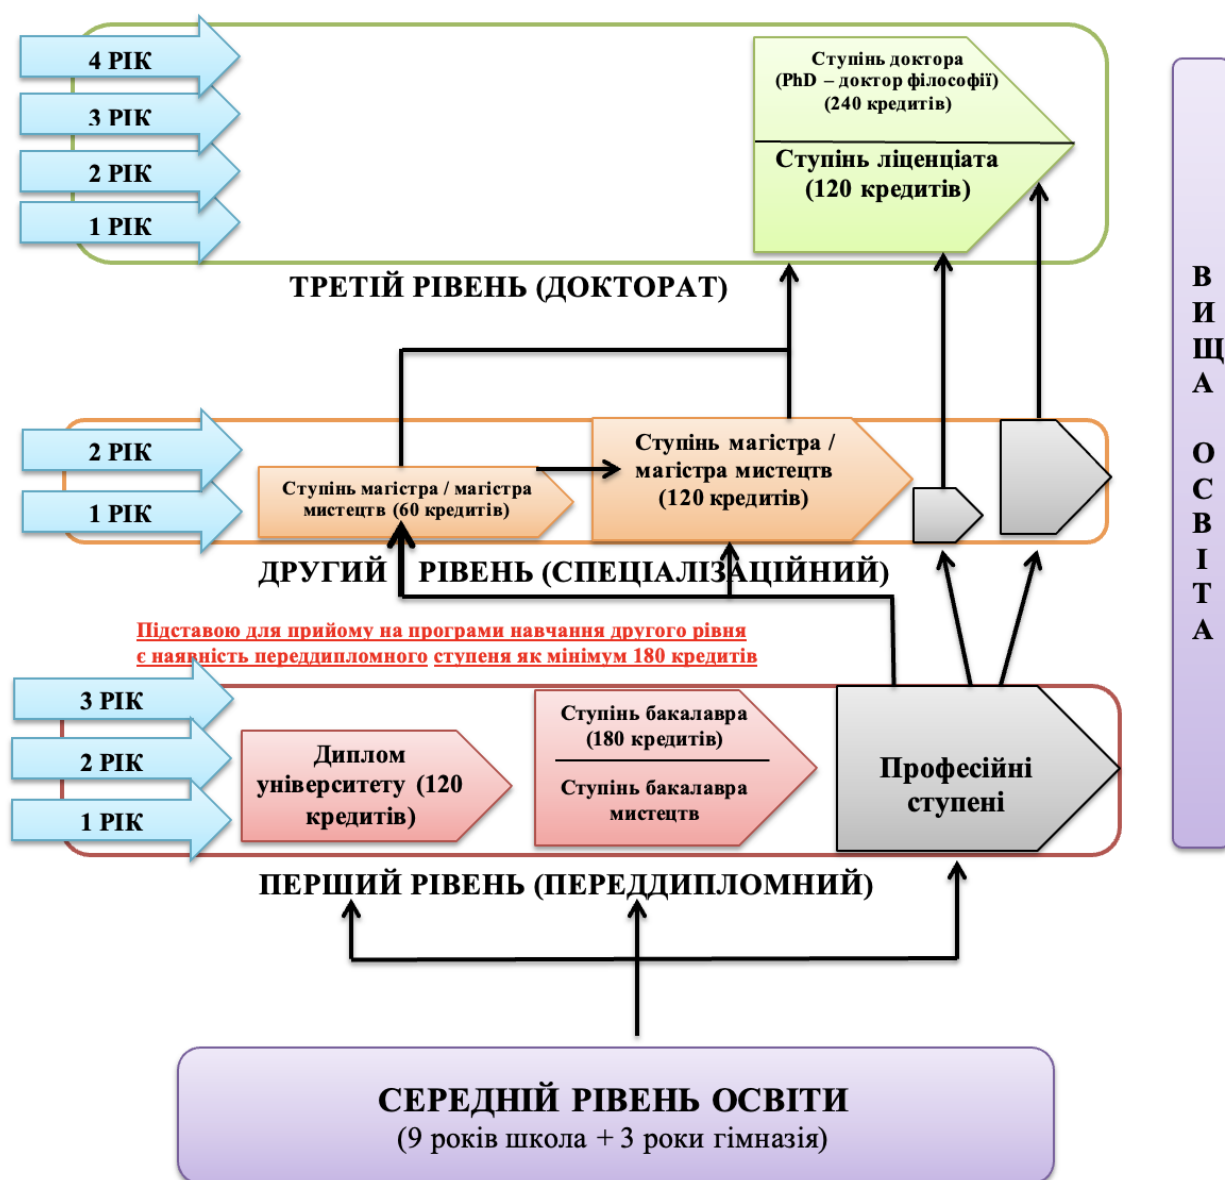 4 РІК
3 РІК
2 РІК
1 РІК
Ступінь доктора
(PhD – доктор філософії)
(240 кредитів)
Ступінь ліценціата
(120 кредитів)
ТРЕТІЙ РІВЕНЬ (ДОКТОРАТ)
2 РІК
1 РІК
Ступінь магістра / магістра
мистецтв (60 кредитів)
Ступінь магістра /
магістра мистецтв
(120 кредитів)
ДРУГИЙ РІВЕНЬ (СПЕЦІАЛІЗАЦІЙНИЙ)
Підставою для прийому на програми навчання другого рівня
є наявність переддипломного ступеня як мінімум 180 кредитів
3 РІК
2 РІК
1 РІК
Диплом
університету (120
кредитів)
Ступінь бакалавра
(180 кредитів)
Ступінь бакалавра
мистецтв
Професійні
ступені
ПЕРШИЙ РІВЕНЬ (ПЕРЕДДИПЛОМНИЙ)
СЕРЕДНІЙ РІВЕНЬ ОСВІТИ
(9 років школа + 3 роки гімназія)
В
И
Щ
А
О
С
В
І
Т
А